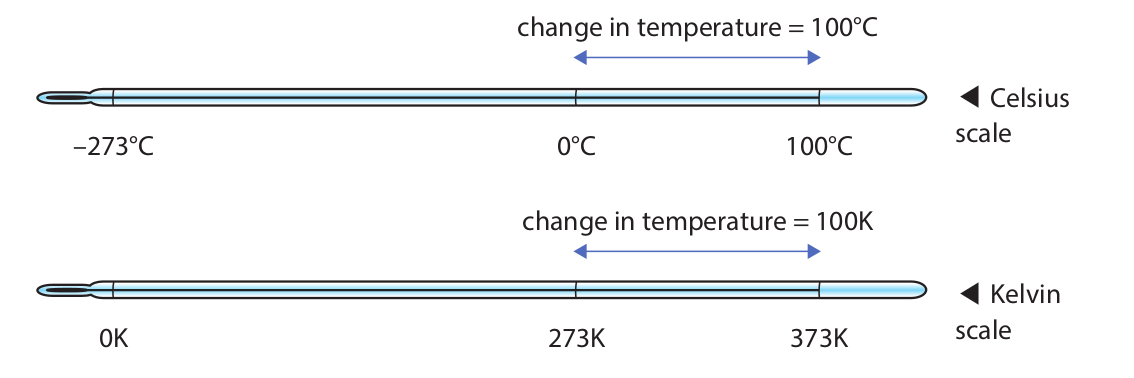 change in temperature = 100°C
◄ Celsius
scale
–273°C
0°C
100°C
change in temperature = 100K
◄ Kelvin
scale
0K
273K
373K